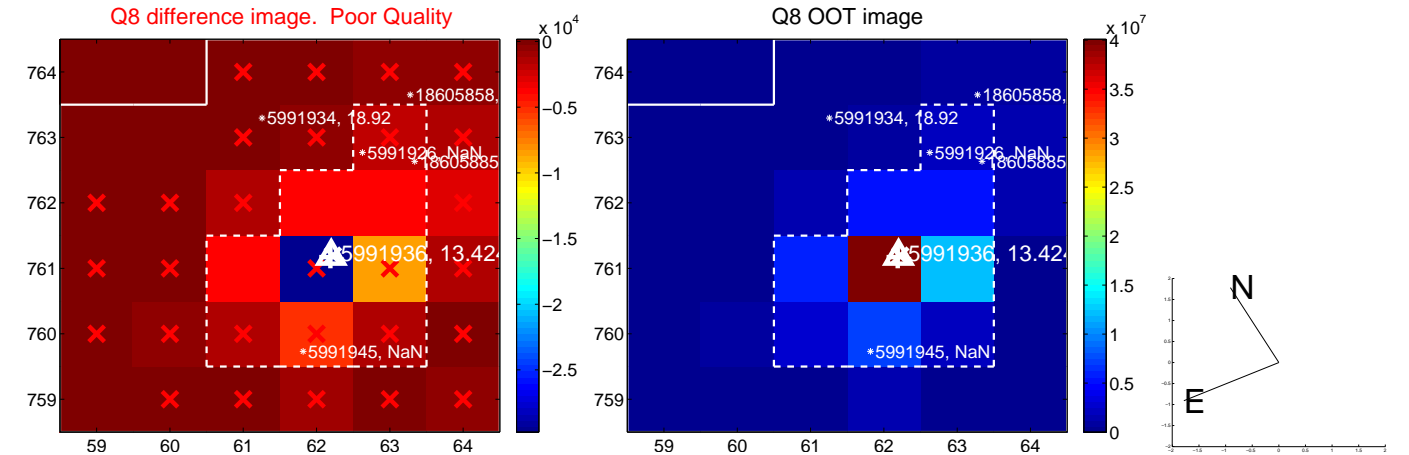 Q8 difference image. Poor Quality
Q8 OOT image
x 10^4
x 10^7
764
763
762
761
760
759
59 60 61 62 63 64
0
−0.5
−1
−1.5
−2
−2.5
*18605858,
*5991934, 18.92
*5991926, NaN
*18605885
5991936, 13.424
*5991945, NaN
764
763
762
761
760
759
59 60 61 62 63 64
4
3.5
3
2.5
2
1.5
1
0.5
0
*18605858,
*5991934, 18.92
*5991926, NaN
*18605885
5991936, 13.424
*5991945, NaN
N
E